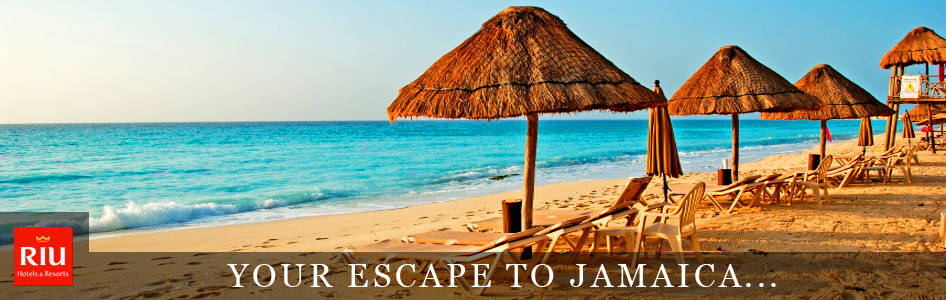 RIU
Hotels & Resorts
YOUR ESCAPE TO JAMAICA...